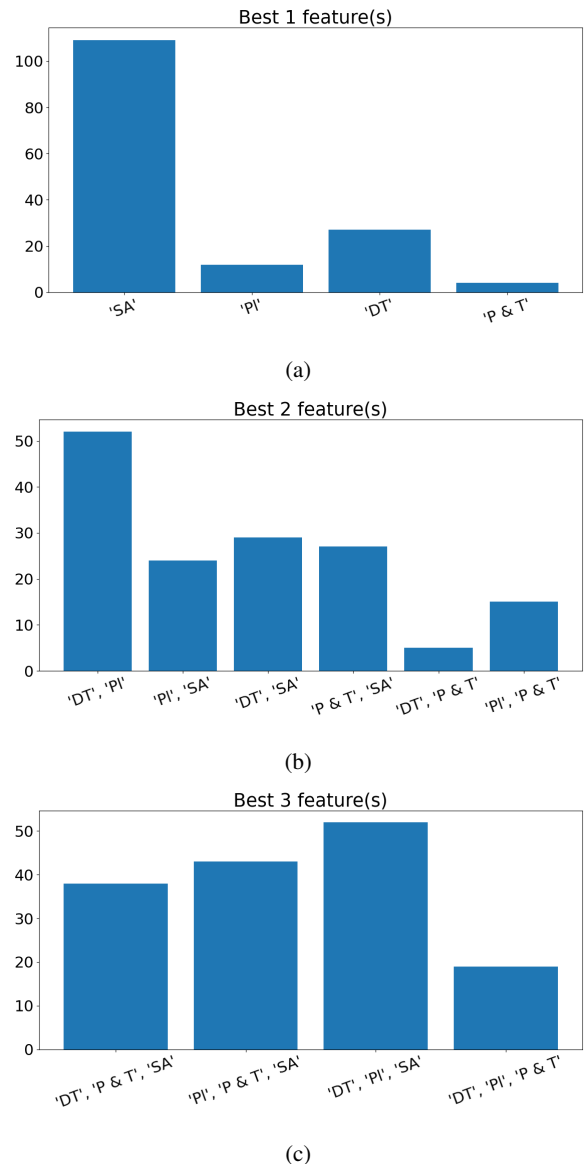 Best 1 feature(s)
100
80
60
40
20
0
'SA' 'PI' 'DT' 'P & T'
(a)
Best 2 feature(s)
50
40
30
20
10
0
'DT', 'PI' 'PI', 'SA' 'DT', 'SA' 'P & T', 'SA' 'DT', 'P & T' 'PI', 'P & T'
(b)
Best 3 feature(s)
50
40
30
20
10
0
'DT', 'P & T', 'SA' 'PI', 'P & T', 'SA' 'DT', 'PI', 'SA' 'DT', 'PI', 'P & T'
(c)